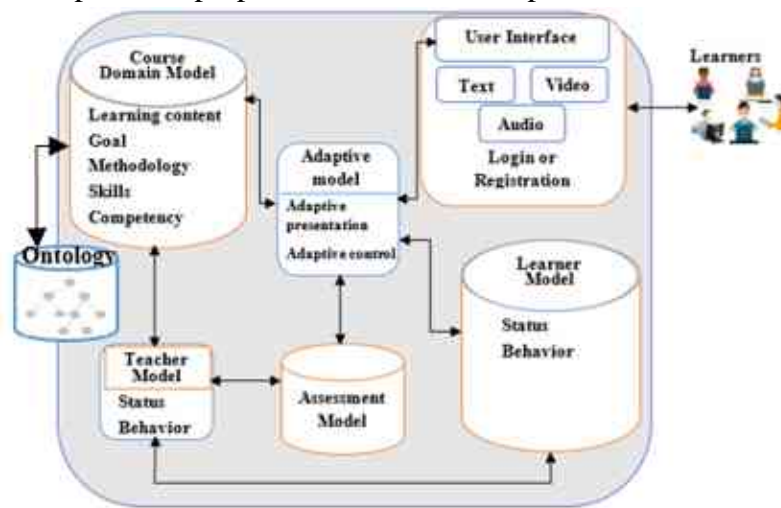 Course
Domain Model
Learning content
Goal
Methodology
Skills
Competency
User Interface
Text
Video
Audio
Login or
Registration
Learners
Adaptive
model
Adaptive
presentation
Adaptive control
Ontology
Learner
Model
Status
Behavior
Teacher
Model
Status
Behavior
Assessment
Model